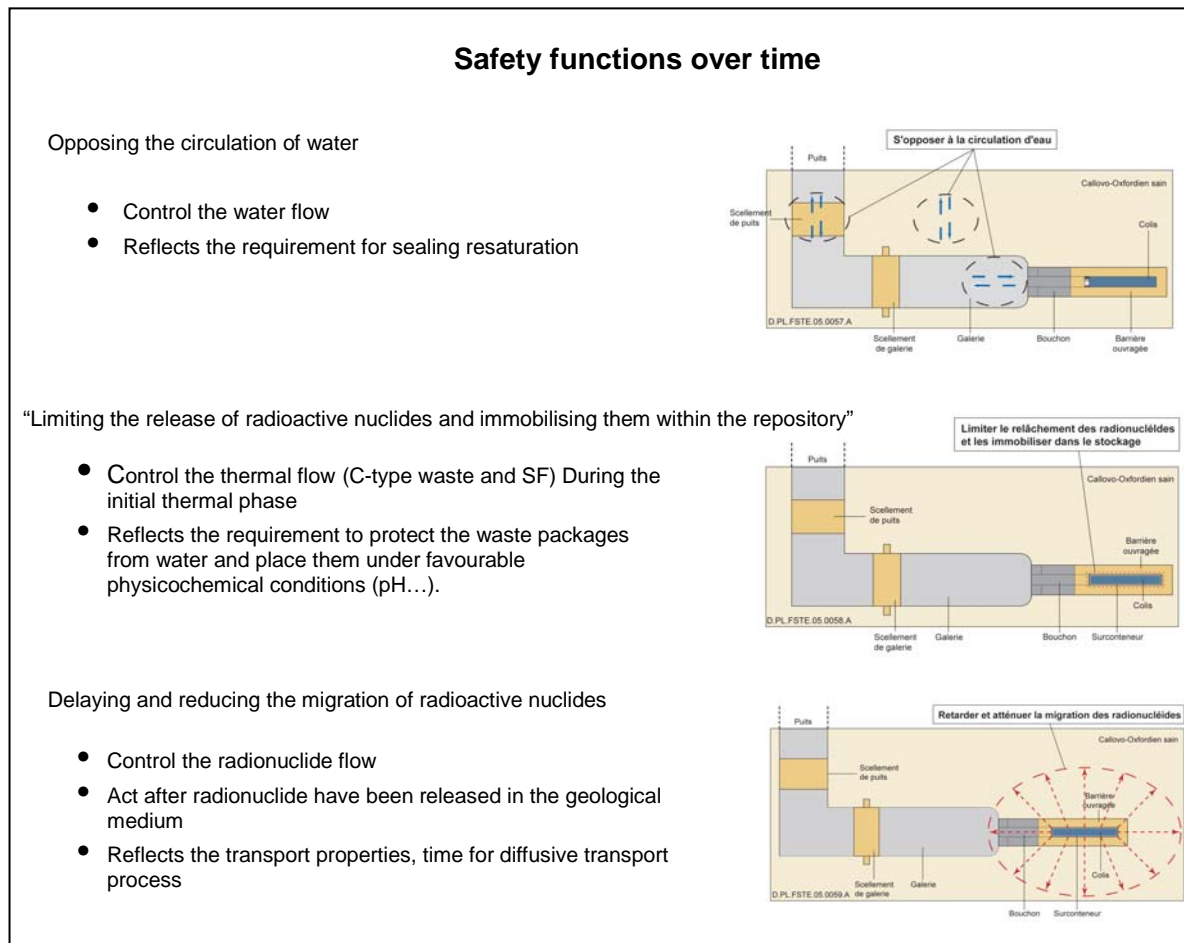 Safety functions over time
Opposing the circulation of water
• Control the water flow
• Reflects the requirement for sealing resaturation
S'opposer à la circulation d'eau
Puits
Callovo-Oxfordien sain
Scellement
de puits
Colis
D.PL.FSTE.05.0057.A
Scellement
de galerie
Galerie
Bouchon
Barrière
ouvragée
“Limiting the release of radioactive nuclides and immobilising them within the repository”
• Control the thermal flow (C-type waste and SF) During the
initial thermal phase
• Reflects the requirement to protect the waste packages
from water and place them under favourable
physicochemical conditions (pH…).
Limiter le relâchement des radionucléides
et les immobiliser dans le stockage
Puits
Callovo-Oxfordien sain
Scellement
de puits
Barrière
ouvragée
Colis
D.PL.FSTE.05.0058.A
Scellement
de galerie
Galerie
Bouchon
Surconteneur
Delaying and reducing the migration of radioactive nuclides
• Control the radionuclide flow
• Act after radionuclide have been released in the geological
medium
• Reflects the transport properties, time for diffusive transport
process
Retarder et atténuer la migration des radionucléides
Puits
Callovo-Oxfordien sain
Scellement
de puits
Barrière
ouvragée
Colis
D.PL.FSTE.05.0059.A
Scellement
de galerie
Galerie
Bouchon
Surconteneur